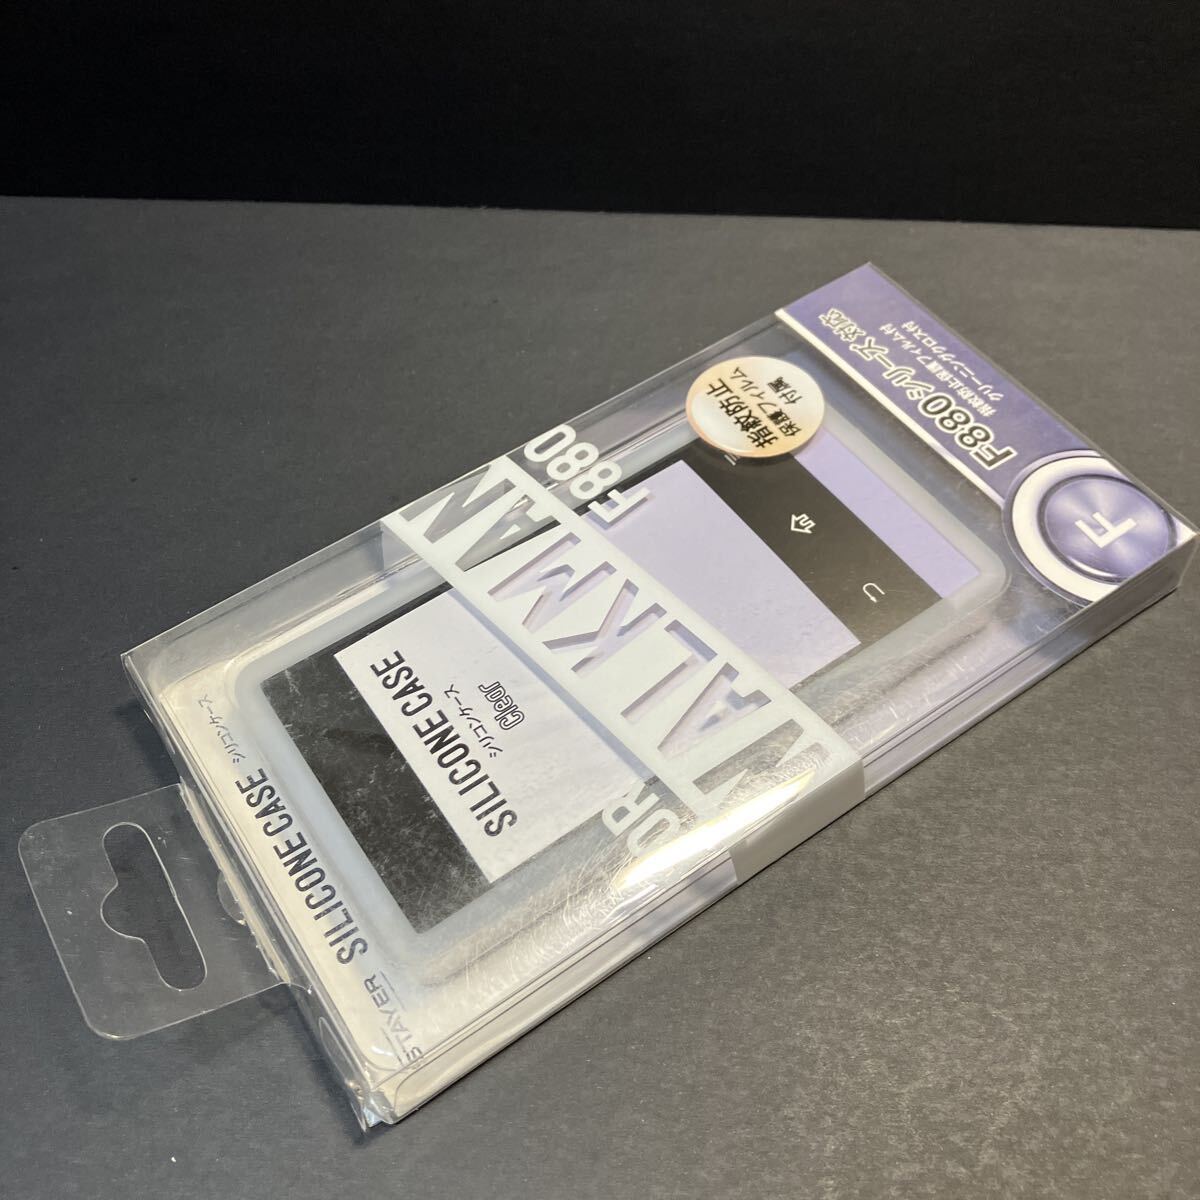 STAYER
SILICONE CASE
シリコンケース
SILICONE CASE
シリコンケース
Clear
FOR
WALKMAN
F880
F880
指紋防止
保護フィルム
付属
F880シリーズ対応
指紋防止保護フィルム付
クリーニングクロス付
F